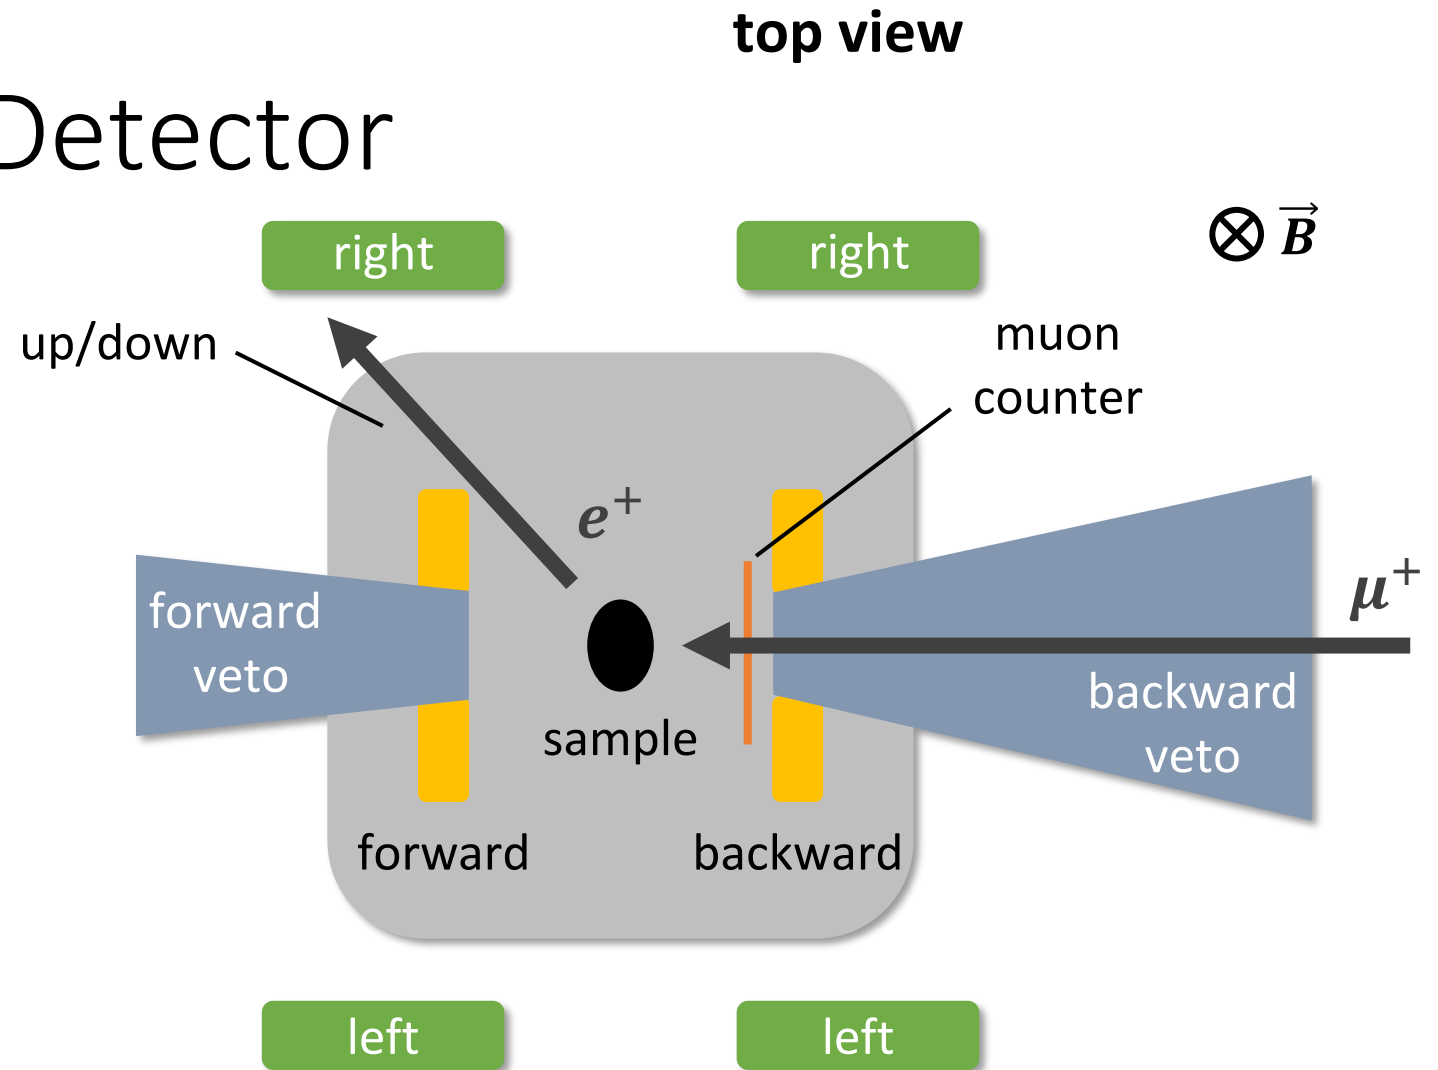 top view
Detector
right
right
B
up/down
muon
counter
e+
μ+
forward
veto
backward
veto
sample
forward
backward
left
left